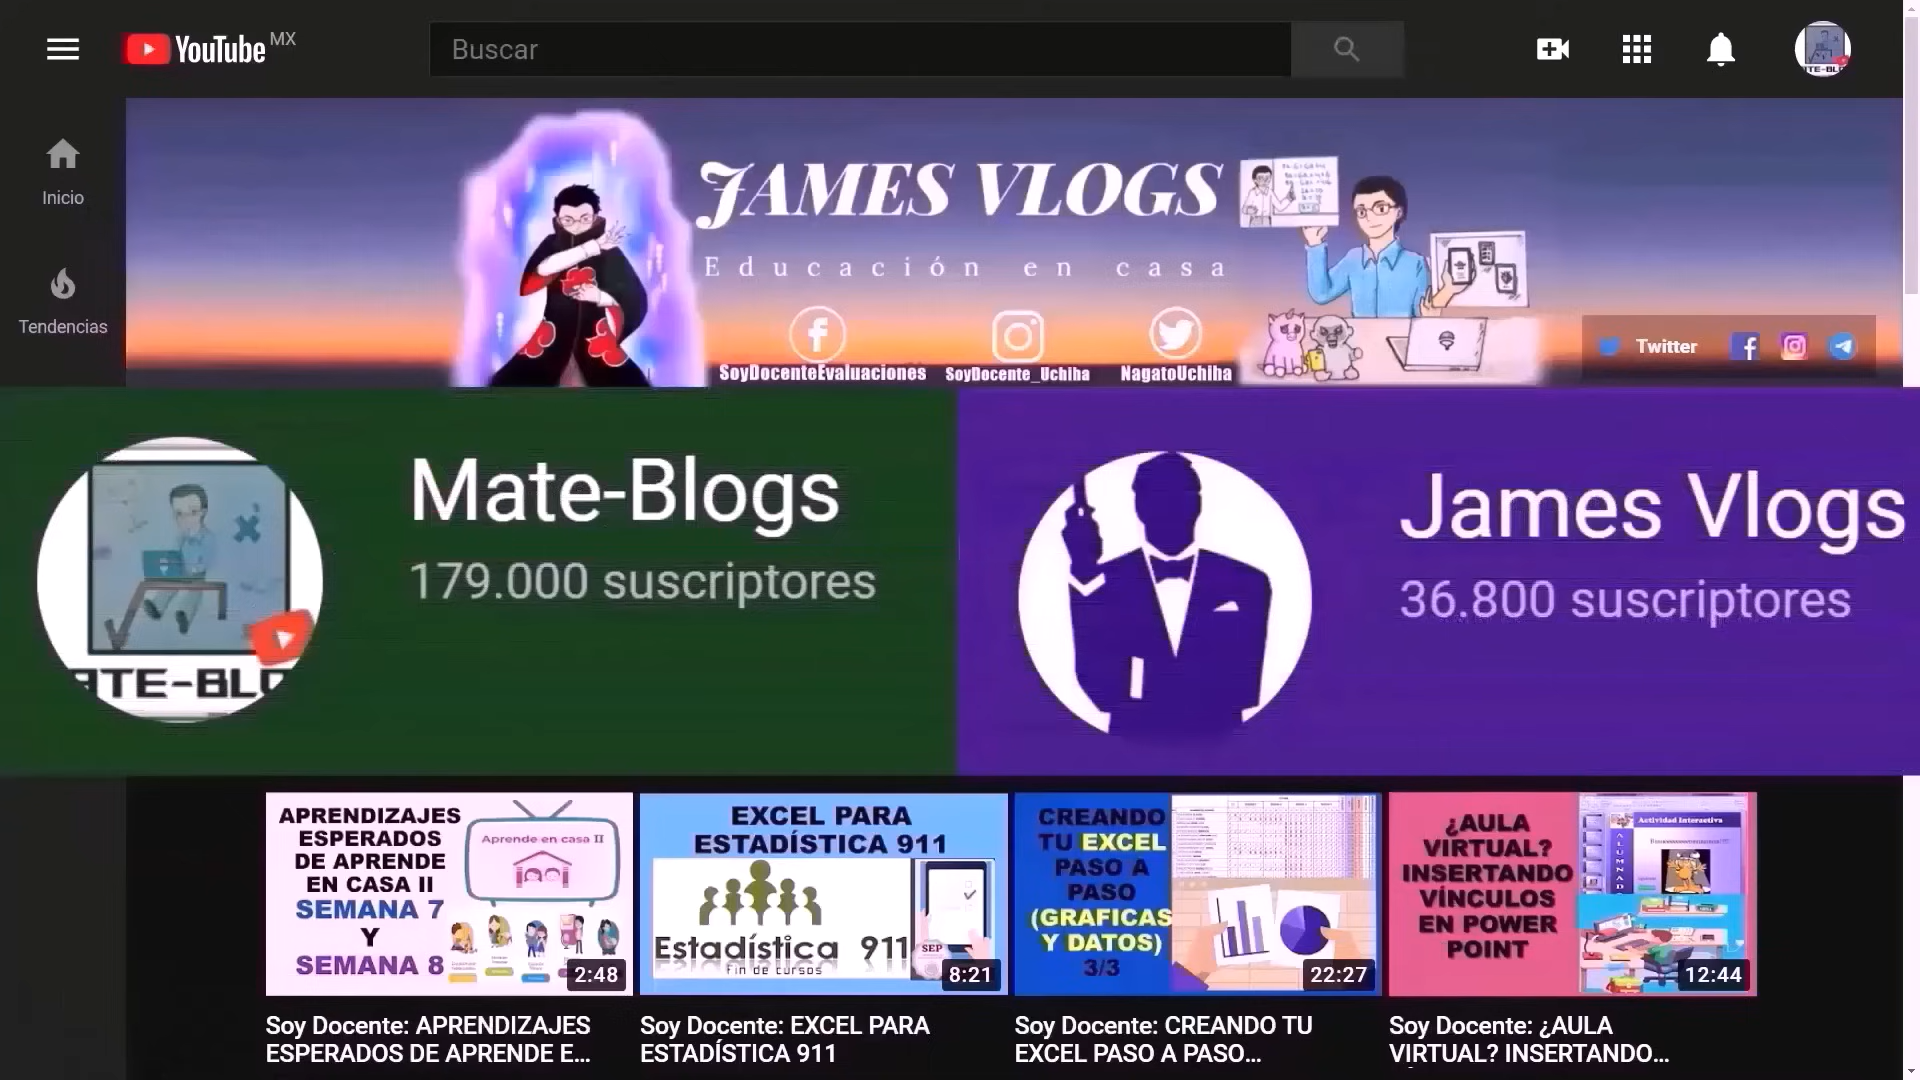 YouTube MX
Buscar
Inicio
Tendencias
JAMES VLOGS
Educación en casa
SoyDocenteEvaluaciones
SoyDocente_Uchiha
NagatoUchiha
Twitter
Mate-Blogs
179.000 suscriptores
ATE-BLO
James Vlogs
36.800 suscriptores
APRENDIZAJES
ESPERADOS
DE APRENDE
EN CASA II
SEMANA 7
Y
SEMANA 8
Aprende en casa II
2:48
EXCEL PARA
ESTADÍSTICA 911
Estadística 911
Fin de cursos
SEP
8:21
CREANDO
TU EXCEL
PASO A
PASO
(GRAFICAS
Y DATOS)
3/3
22:27
¿AULA
VIRTUAL?
INSERTANDO
VÍNCULOS
EN POWER
POINT
Actividad Interactiva
ALUMNAD
12:44
Soy Docente: APRENDIZAJES
ESPERADOS DE APRENDE E...
Soy Docente: EXCEL PARA
ESTADÍSTICA 911
Soy Docente: CREANDO TU
EXCEL PASO A PASO...
Soy Docente: ¿AULA
VIRTUAL? INSERTANDO...